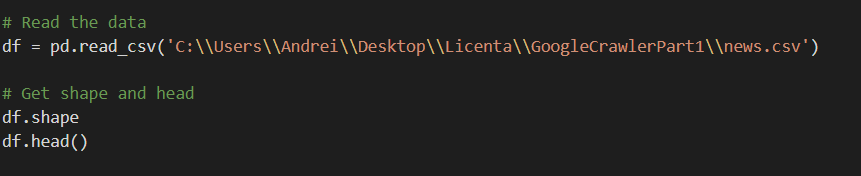 # Read the data
df = pd.read_csv('C:\\Users\\Andrei\\Desktop\\Licenta\\GoogleCrawlerPart1\\news.csv')
# Get shape and head
df.shape
df.head()